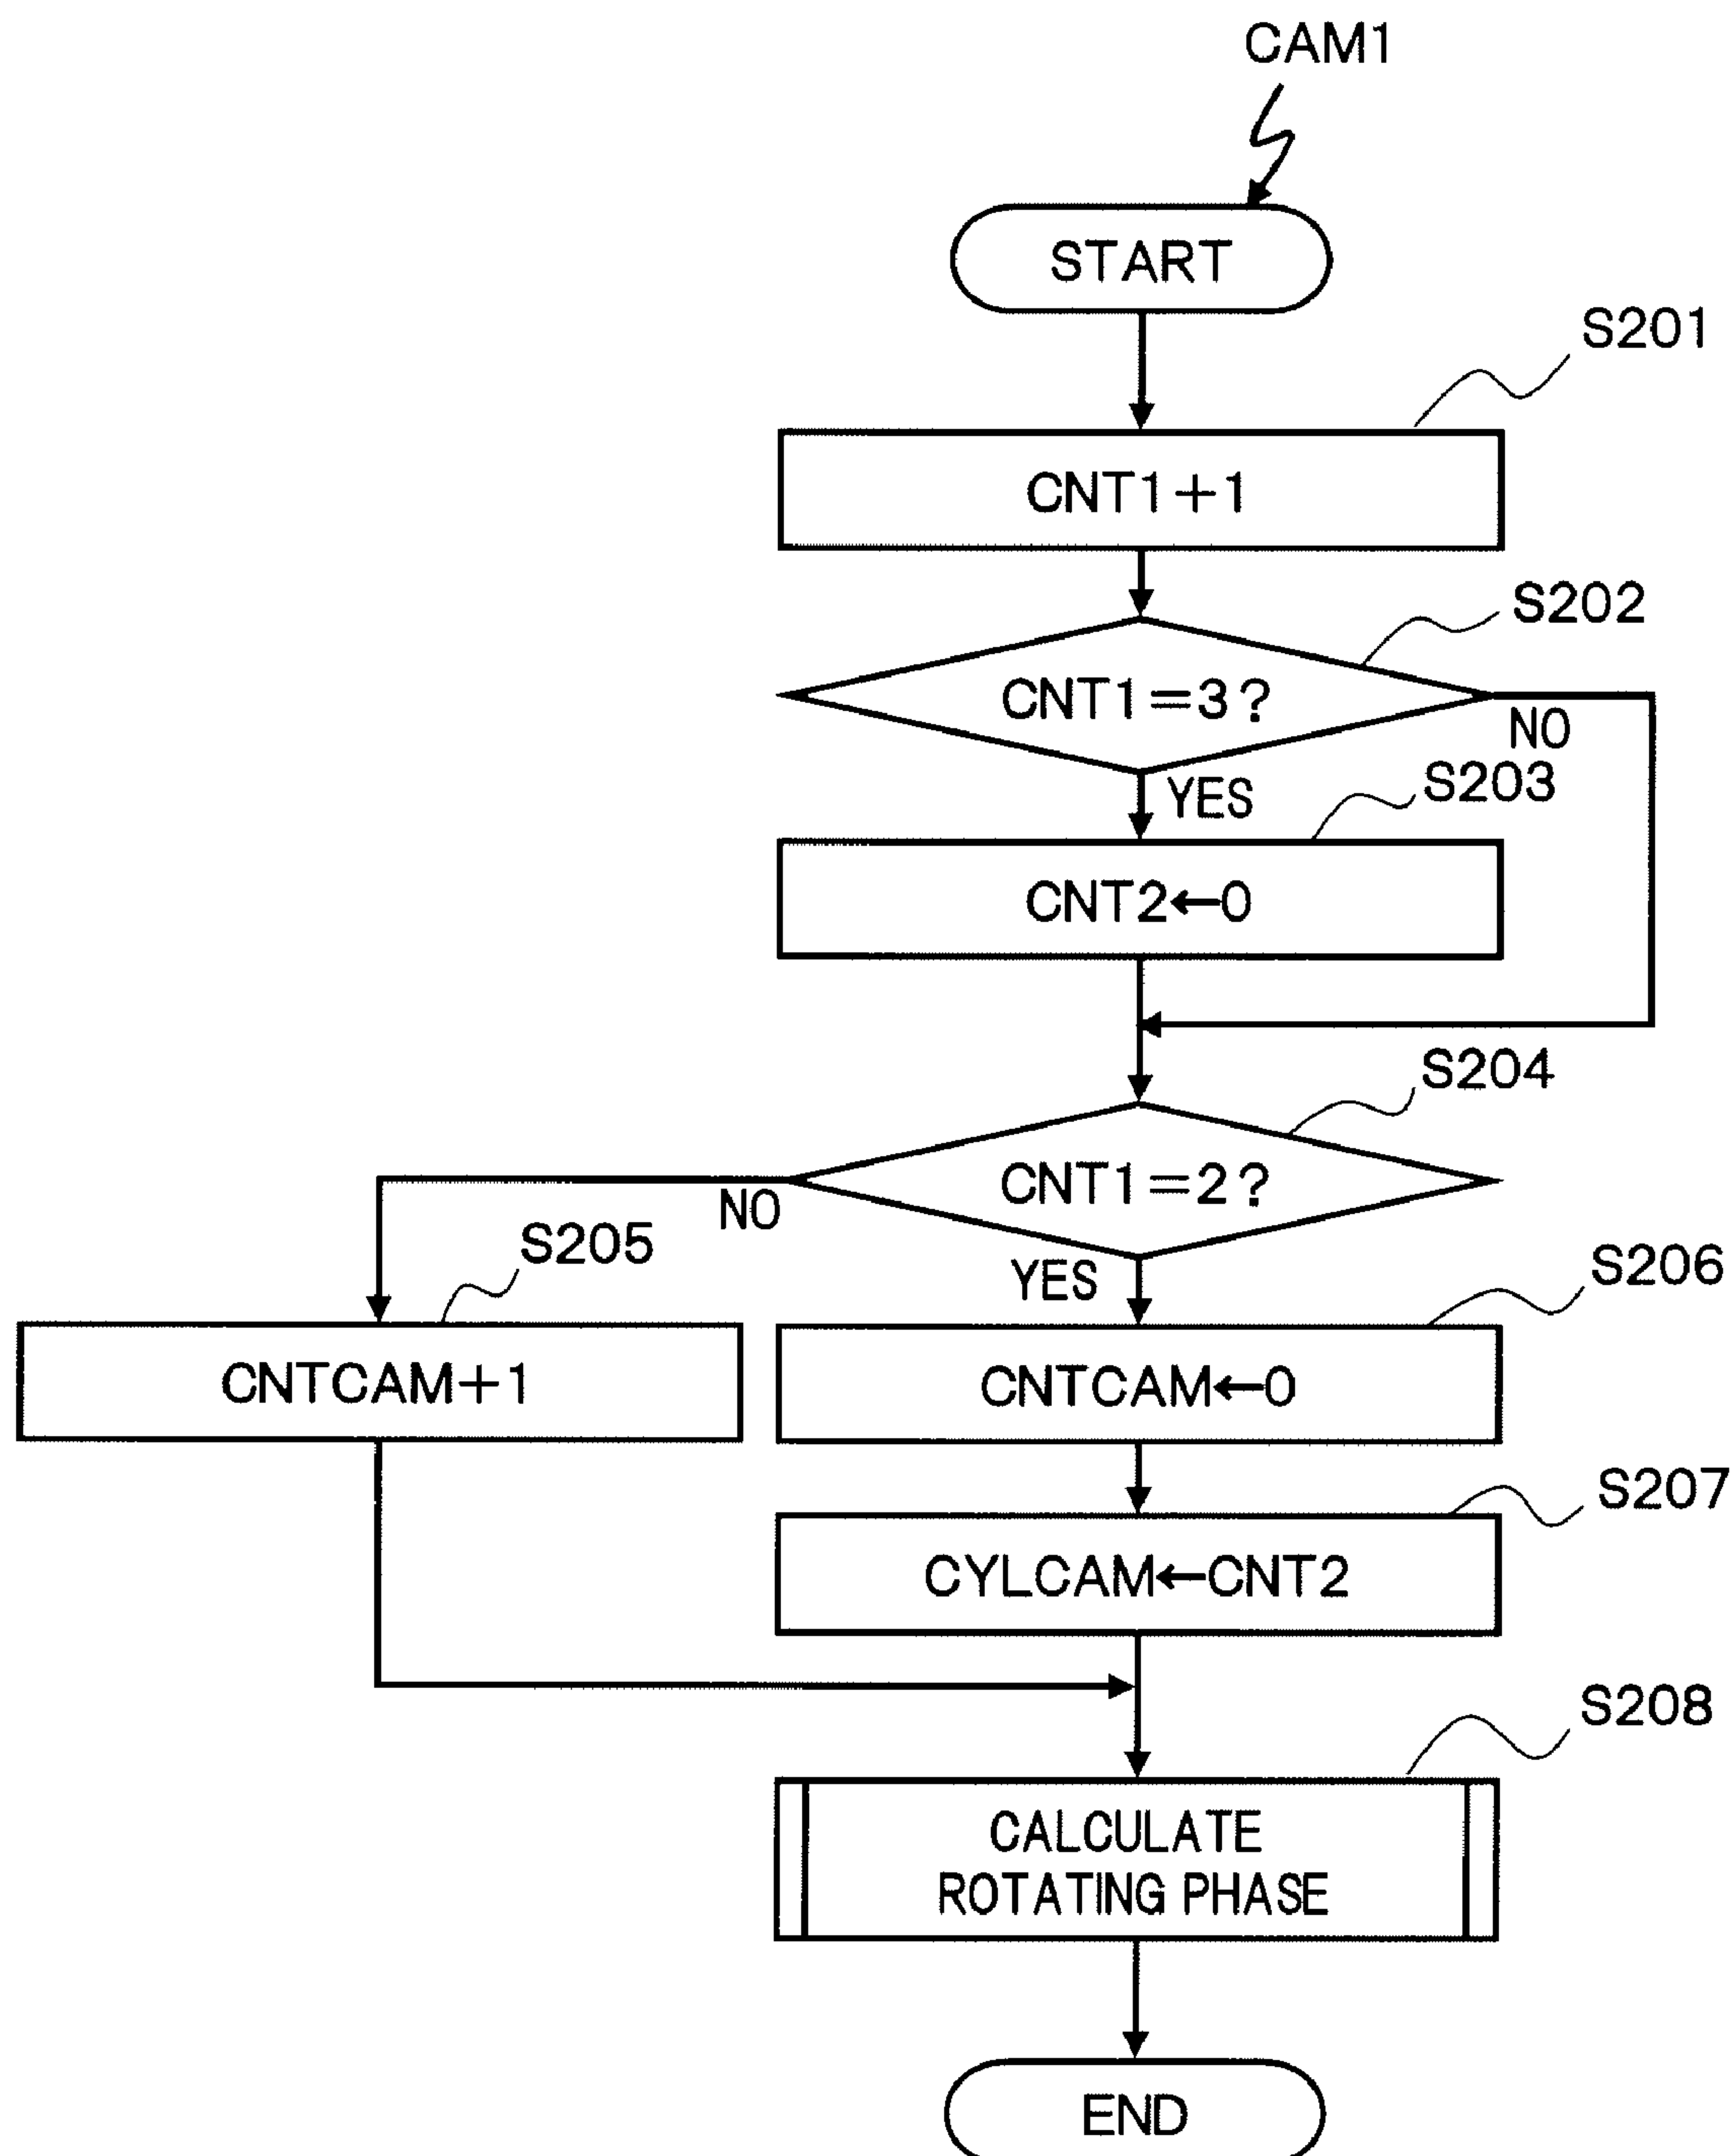 CAM1
START
S201
CNT1+1
S202
CNT1=3?
NO
S203
YES
CNT2←0
S204
CNT1=2?
NO
S205
YES
S206
CNTCAM+1
CNTCAM←0
S207
CYLCAM←CNT2
S208
CALCULATE
ROTATING PHASE
END